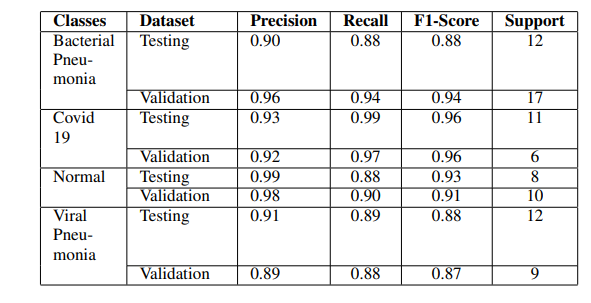 Classes Dataset Precision Recall F1-Score Support
Bacterial Testing 0.90 0.88 0.88 12
Pneu-
monia
Validation 0.96 0.94 0.94 17
Covid Testing 0.93 0.99 0.96 11
19
Validation 0.92 0.97 0.96 6
Normal Testing 0.99 0.88 0.93 8
Validation 0.98 0.90 0.91 10
Viral Testing 0.91 0.89 0.88 12
Pneu-
monia
Validation 0.89 0.88 0.87 9